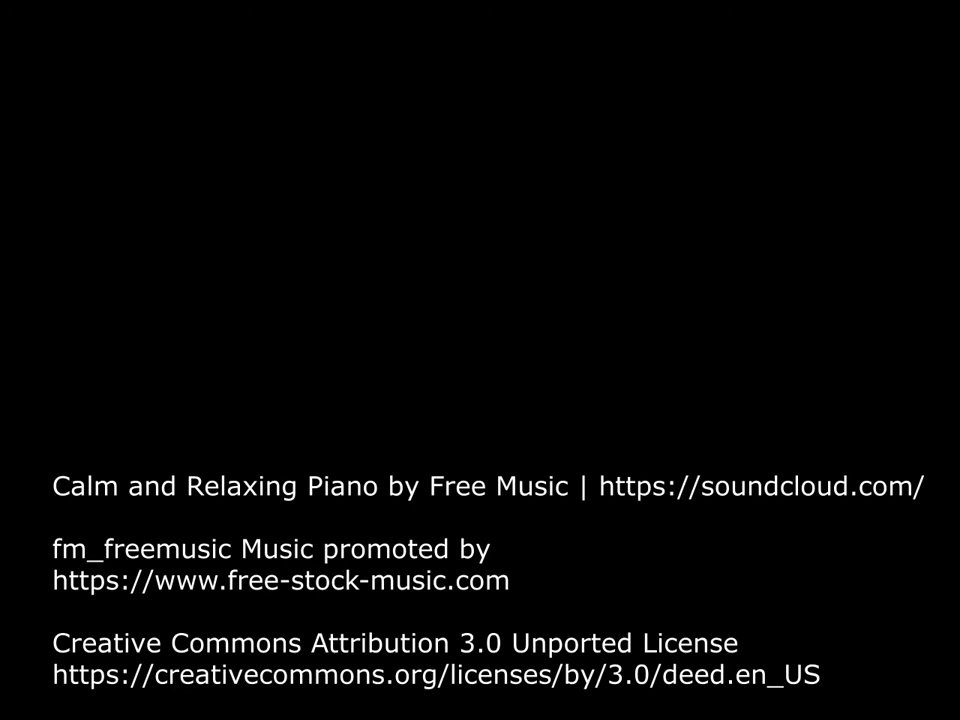 Calm and Relaxing Piano by Free Music | https://soundcloud.com/
fm_freemusic Music promoted by
https://www.free-stock-music.com
Creative Commons Attribution 3.0 Unported License
https://creativecommons.org/licenses/by/3.0/deed.en_US